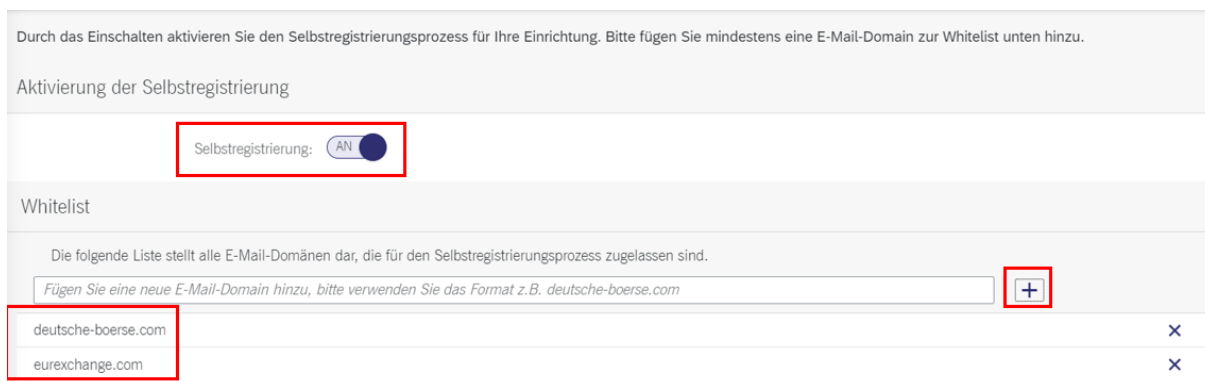 Durch das Einschalten aktivieren Sie den Selbstregistrierungsprozess für Ihre Einrichtung. Bitte fügen Sie mindestens eine E-Mail-Domain zur Whitelist unten hinzu.
Aktivierung der Selbstregistrierung
Selbstregistrierung: AN
Whitelist
Die folgende Liste stellt alle E-Mail-Domänen dar, die für den Selbstregistrierungsprozess zugelassen sind.
Fügen Sie eine neue E-Mail-Domain hinzu, bitte verwenden Sie das Format z.B. deutsche-boerse.com
deutsche-boerse.com
eurexchange.com